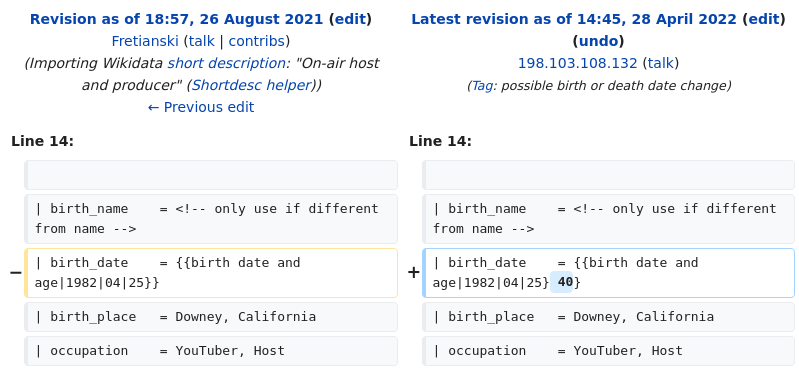 Revision as of 18:57, 26 August 2021 (edit)
Fretianski (talk | contribs)
(Importing Wikidata short description: "On-air host
and producer" (Shortdesc helper))
← Previous edit
Latest revision as of 14:45, 28 April 2022 (edit)
(undo)
198.103.108.132 (talk)
(Tag: possible birth or death date change)
Line 14:
Line 14:
| birth_name    = <!-- only use if different
from name -->
| birth_name    = <!-- only use if different
from name -->
− | birth_date    = {{birth date and
age|1982|04|25}}
+ | birth_date    = {{birth date and
age|1982|04|25} 40}
| birth_place   = Downey, California
| birth_place   = Downey, California
| occupation    = YouTuber, Host
| occupation    = YouTuber, Host